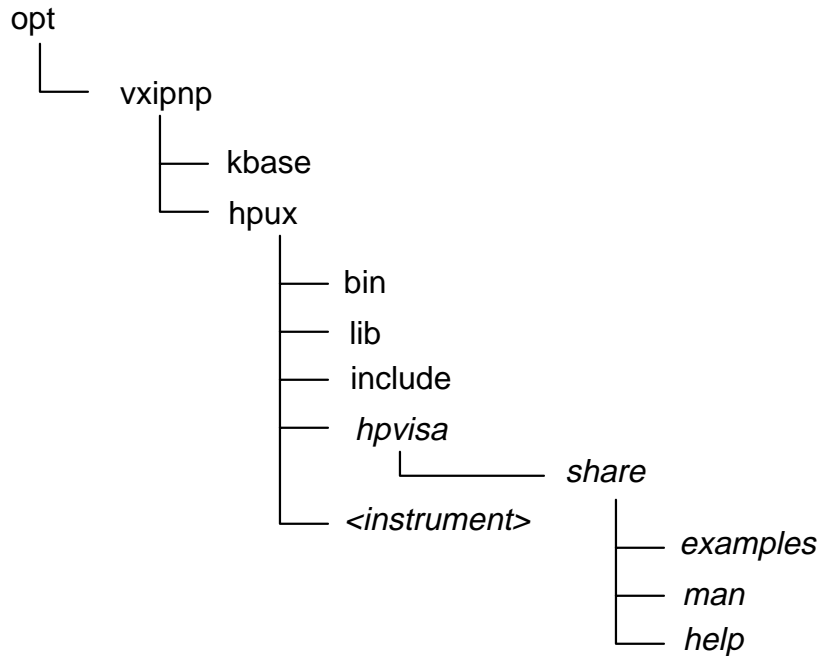 opt
vxipnp
kbase
hpux
bin
lib
include
hpvisa
share
<instrument>
examples
man
help